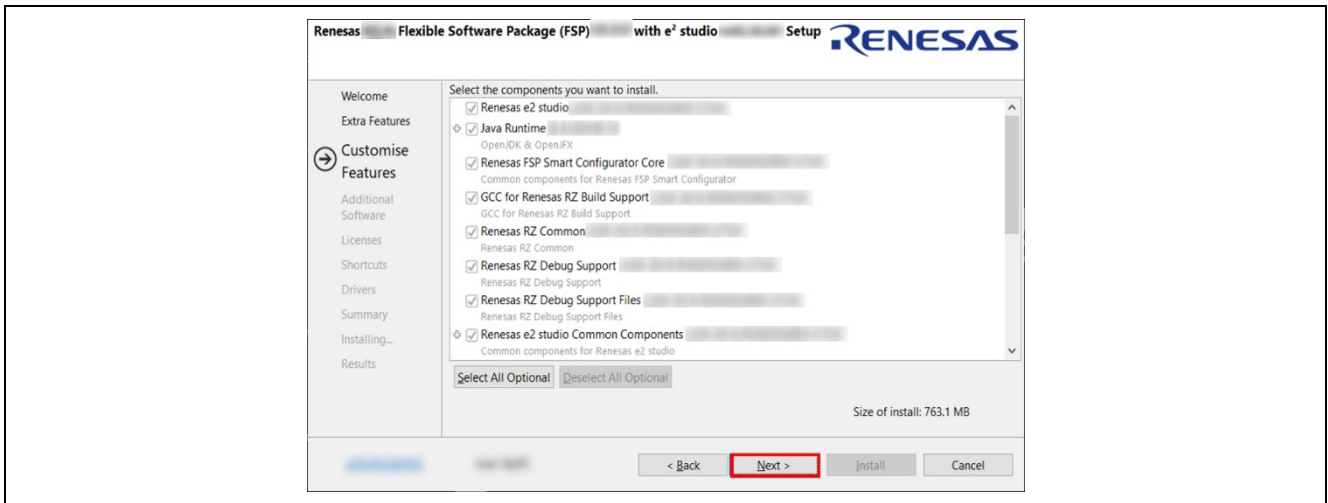 Renesas Flexible Software Package (FSP) with e² studio Setup
RENESAS
Welcome
Extra Features
Customise
Features
Additional
Software
Licenses
Shortcuts
Drivers
Summary
Installing...
Results
Select the components you want to install.
Renesas e2 studio
Java Runtime
OpenJDK & OpenJFX
Renesas FSP Smart Configurator Core
Common components for Renesas FSP Smart Configurator
GCC for Renesas RZ Build Support
GCC for Renesas RZ Build Support
Renesas RZ Common
Renesas RZ Common
Renesas RZ Debug Support
Renesas RZ Debug Support
Renesas RZ Debug Support Files
Renesas RZ Debug Support Files
Renesas e2 studio Common Components
Common components for Renesas e2 studio
Select All Optional Deselect All Optional
Size of install: 763.1 MB
< Back Next > Install Cancel